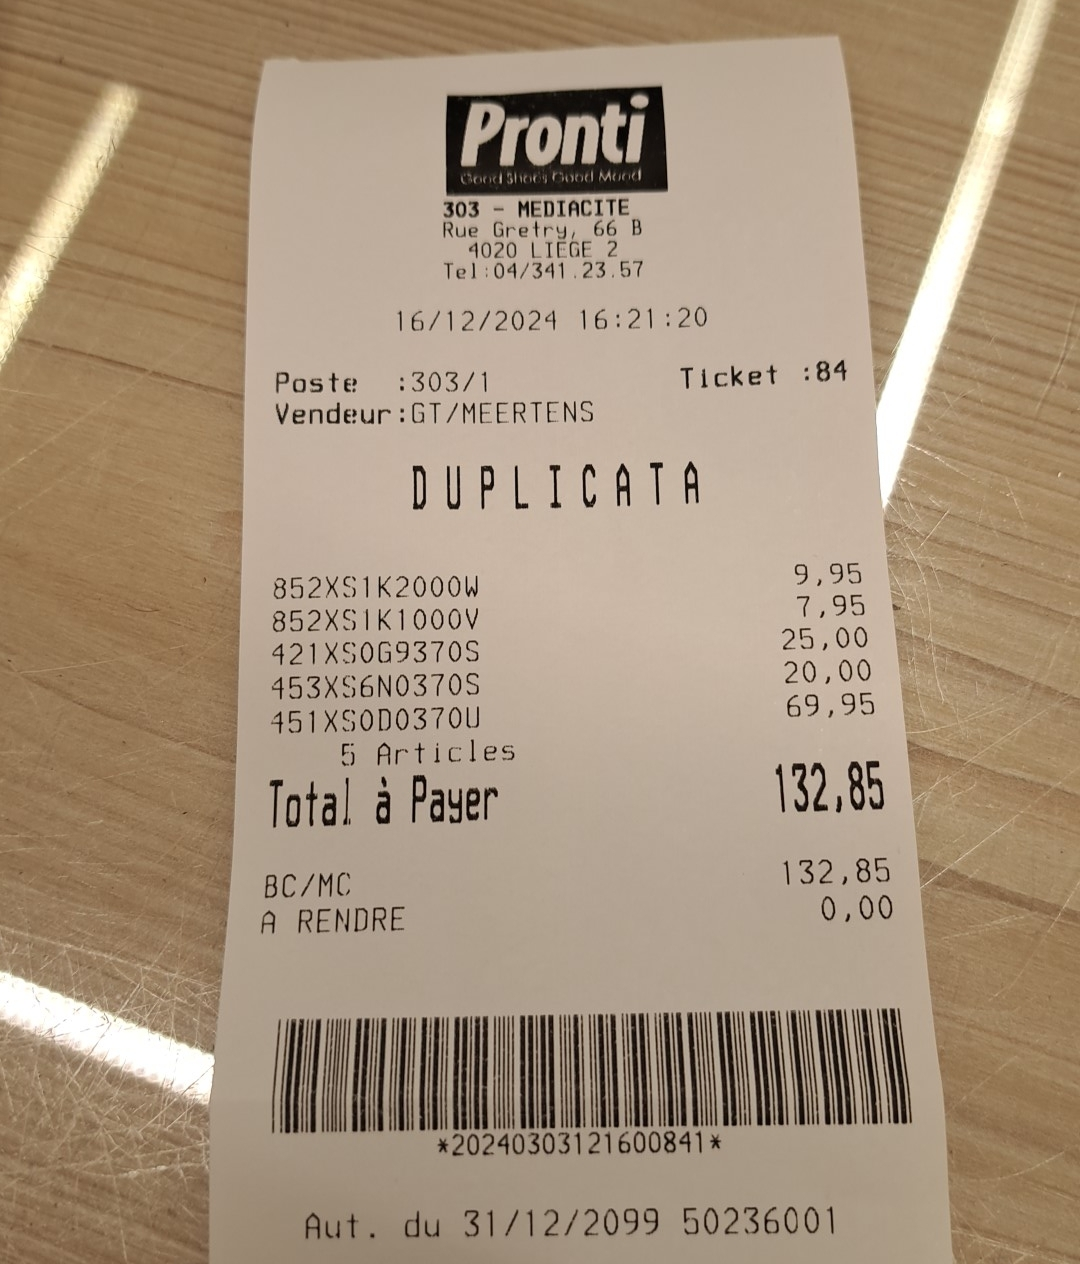 Pronti
Good Shoes Good Mood
303 - MEDIACITE
Rue Gretry, 66 B
4020 LIEGE 2
Tel:04/341.23.57
16/12/2024 16:21:20
Poste :303/1 Ticket :84
Vendeur:GT/MEERTENS
DUPLICATA
852XS1K2000W 9,95
852XS1K1000V 7,95
421XS0G9370S 25,00
453XS6N0370S 20,00
451XS0D0370U 69,95
5 Articles
Total à Payer 132,85
BC/MC 132,85
A RENDRE 0,00
*20240303121600841*
Aut. du 31/12/2099 50236001